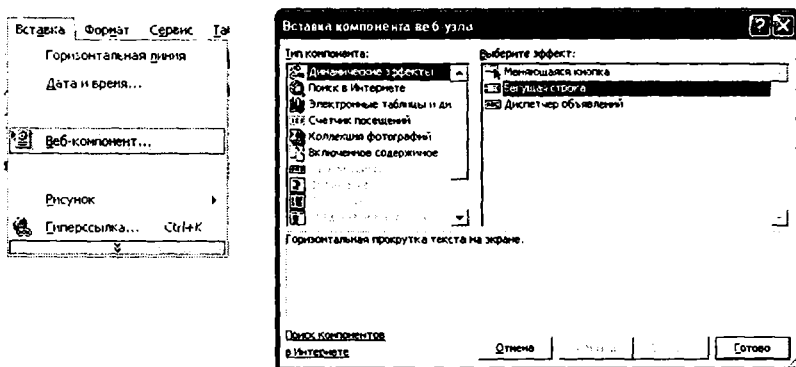 Вставка Формат Сервис Та
Горизонтальная линия
Дата и время...
Веб-компонент...
Рисунок
Гиперссылка... Ctrl+K
Вставка компонента веб-узла
Тип компонента:
Динамические эффекты
Поиск в Интернете
Электронные таблицы и ди
Счетчик посещений
Коллекция фотографий
Включенное содержимое
Выберите эффект:
Меняющаяся кнопка
Бегущая строка
Диспетчер объявлений
Горизонтальная прокрутка текста на экране.
Поиск компонентов
в Интернете
Отмена
Готово